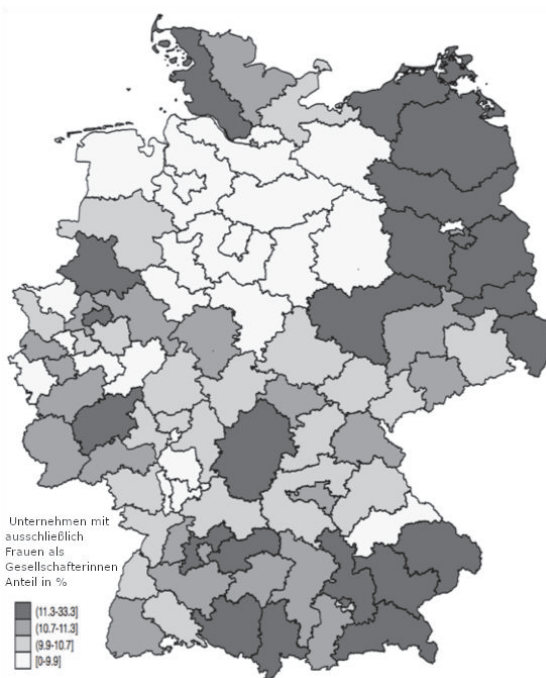 Unternehmen mit
ausschließlich
Frauen als
Gesellschafterinnen
Anteil in %
(11.3-33.3]
(10.7-11.3]
(9.9-10.7]
[0-9.9]